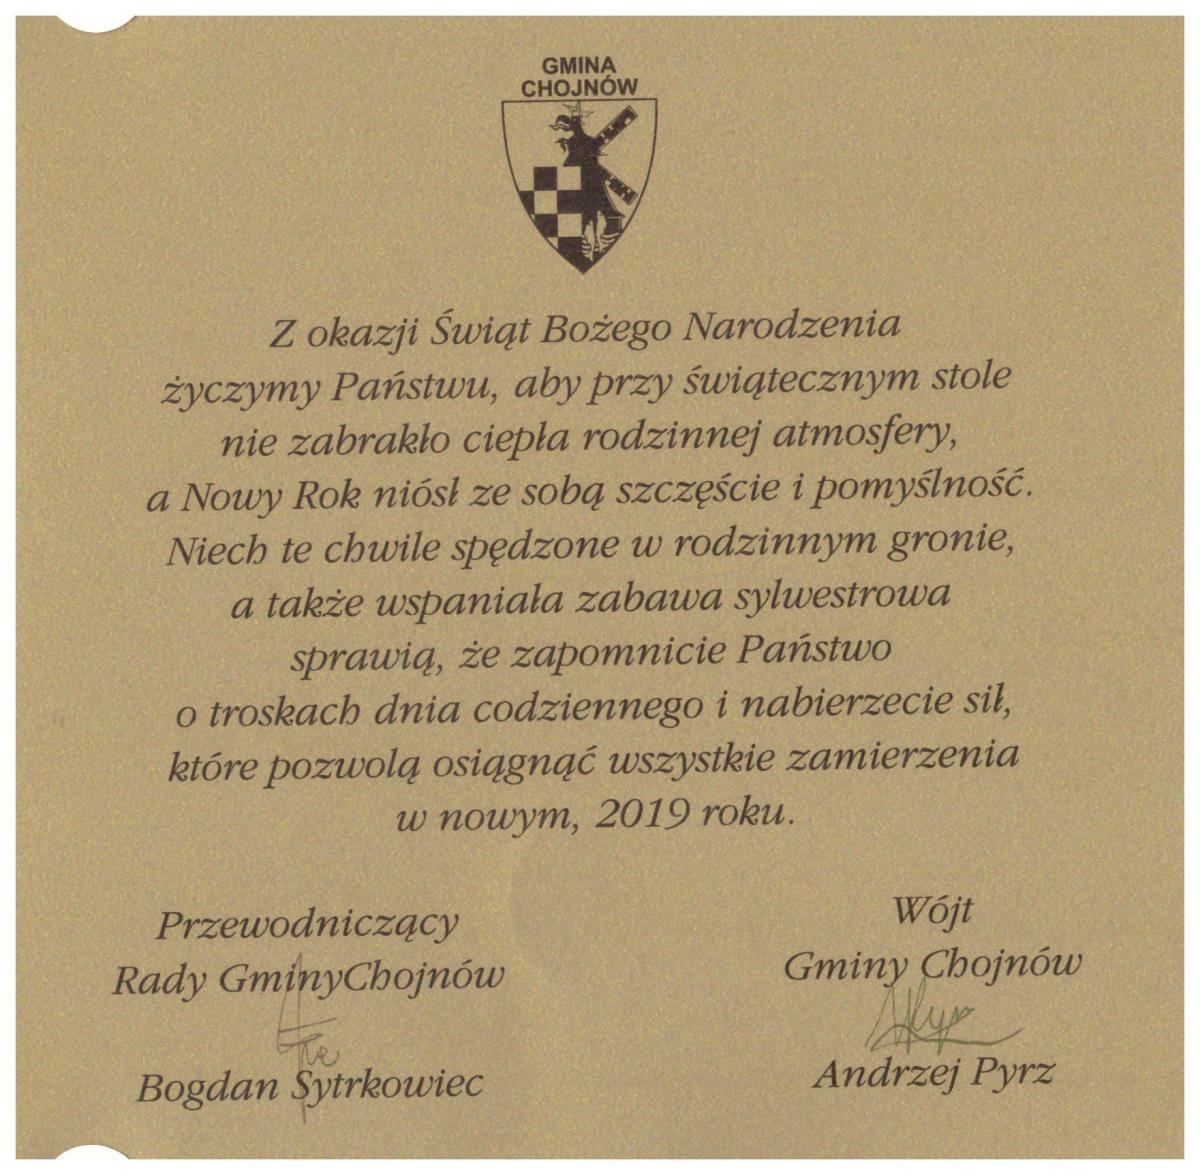 GMINA
CHOJNÓW
Z okazji Świąt Bożego Narodzenia
życzymy Państwu, aby przy świątecznym stole
nie zabrakło ciepła rodzinnej atmosfery,
a Nowy Rok niósł ze sobą szczęście i pomyślność.
Niech te chwile spędzone w rodzinnym gronie,
a także wspaniała zabawa sylwestrowa
sprawią, że zapomnicie Państwo
o troskach dnia codziennego i nabierzecie sił,
które pozwolą osiągnąć wszystkie zamierzenia
w nowym, 2019 roku.
Przewodniczący
Rady GminyChojnów
Bogdan Sytrkowiec
Wójt
Gminy Chojnów
Andrzej Pyrz